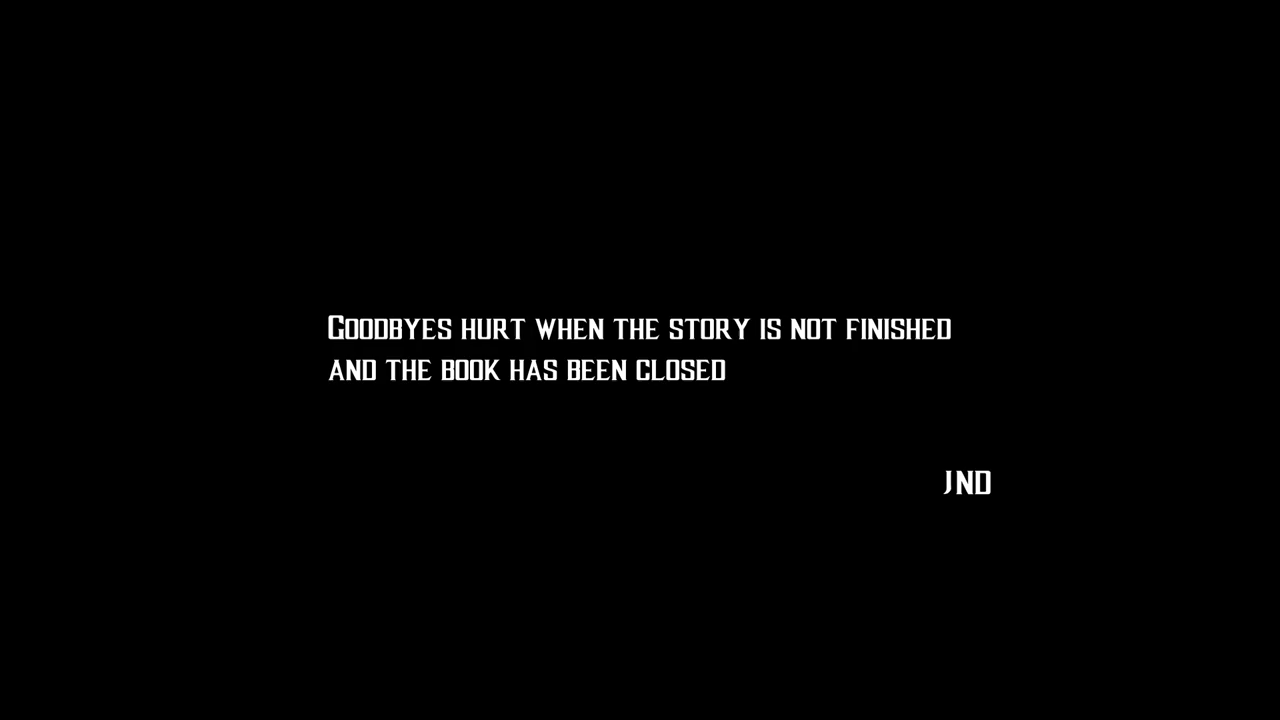 Goodbyes hurt when the story is not finished
and the book has been closed
JND